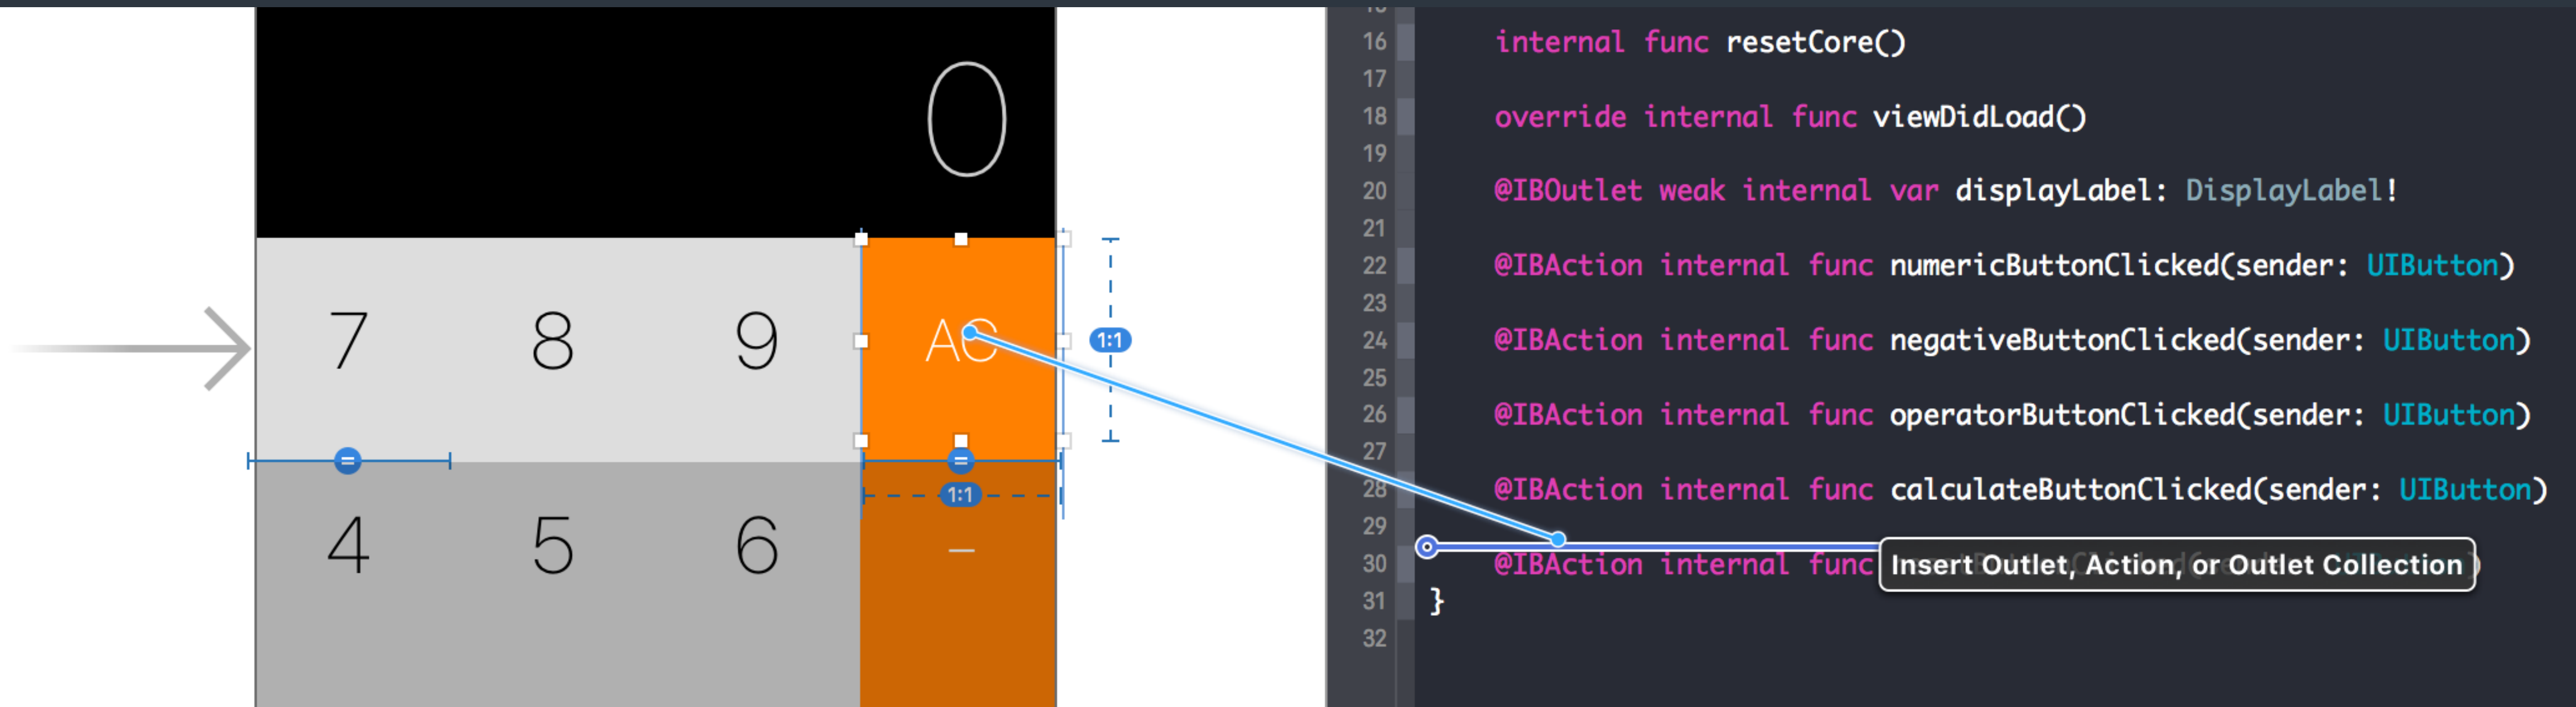 0
7 8 9 AC
1:1
=
=
1:1
4 5 6 –
16 internal func resetCore()
17
18 override internal func viewDidLoad()
19
20 @IBOutlet weak internal var displayLabel: DisplayLabel!
21
22 @IBAction internal func numericButtonClicked(sender: UIButton)
23
24 @IBAction internal func negativeButtonClicked(sender: UIButton)
25
26 @IBAction internal func operatorButtonClicked(sender: UIButton)
27
28 @IBAction internal func calculateButtonClicked(sender: UIButton)
29
30 @IBAction internal func
Insert Outlet, Action, or Outlet Collection
31 }
32